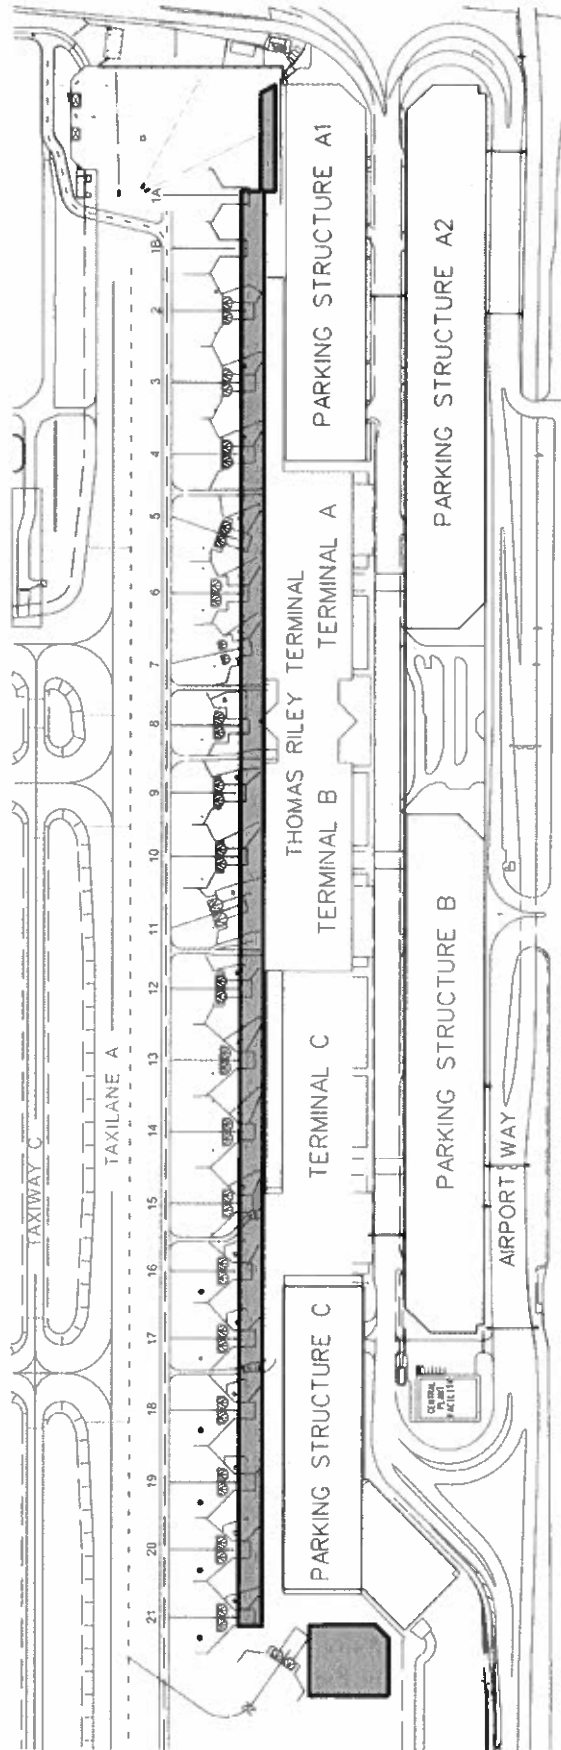 TAXIWAY C
TAXILANE A
1A
1B
2
3
4
5
6
7
8
9
10
11
12
13
14
15
16
17
18
19
20
21
THOMAS RILEY TERMINAL
TERMINAL B
TERMINAL A
TERMINAL C
PARKING STRUCTURE A1
PARKING STRUCTURE C
PARKING STRUCTURE A2
PARKING STRUCTURE B
CENTRAL
PLANT
FACILITY
AIRPORT WAY